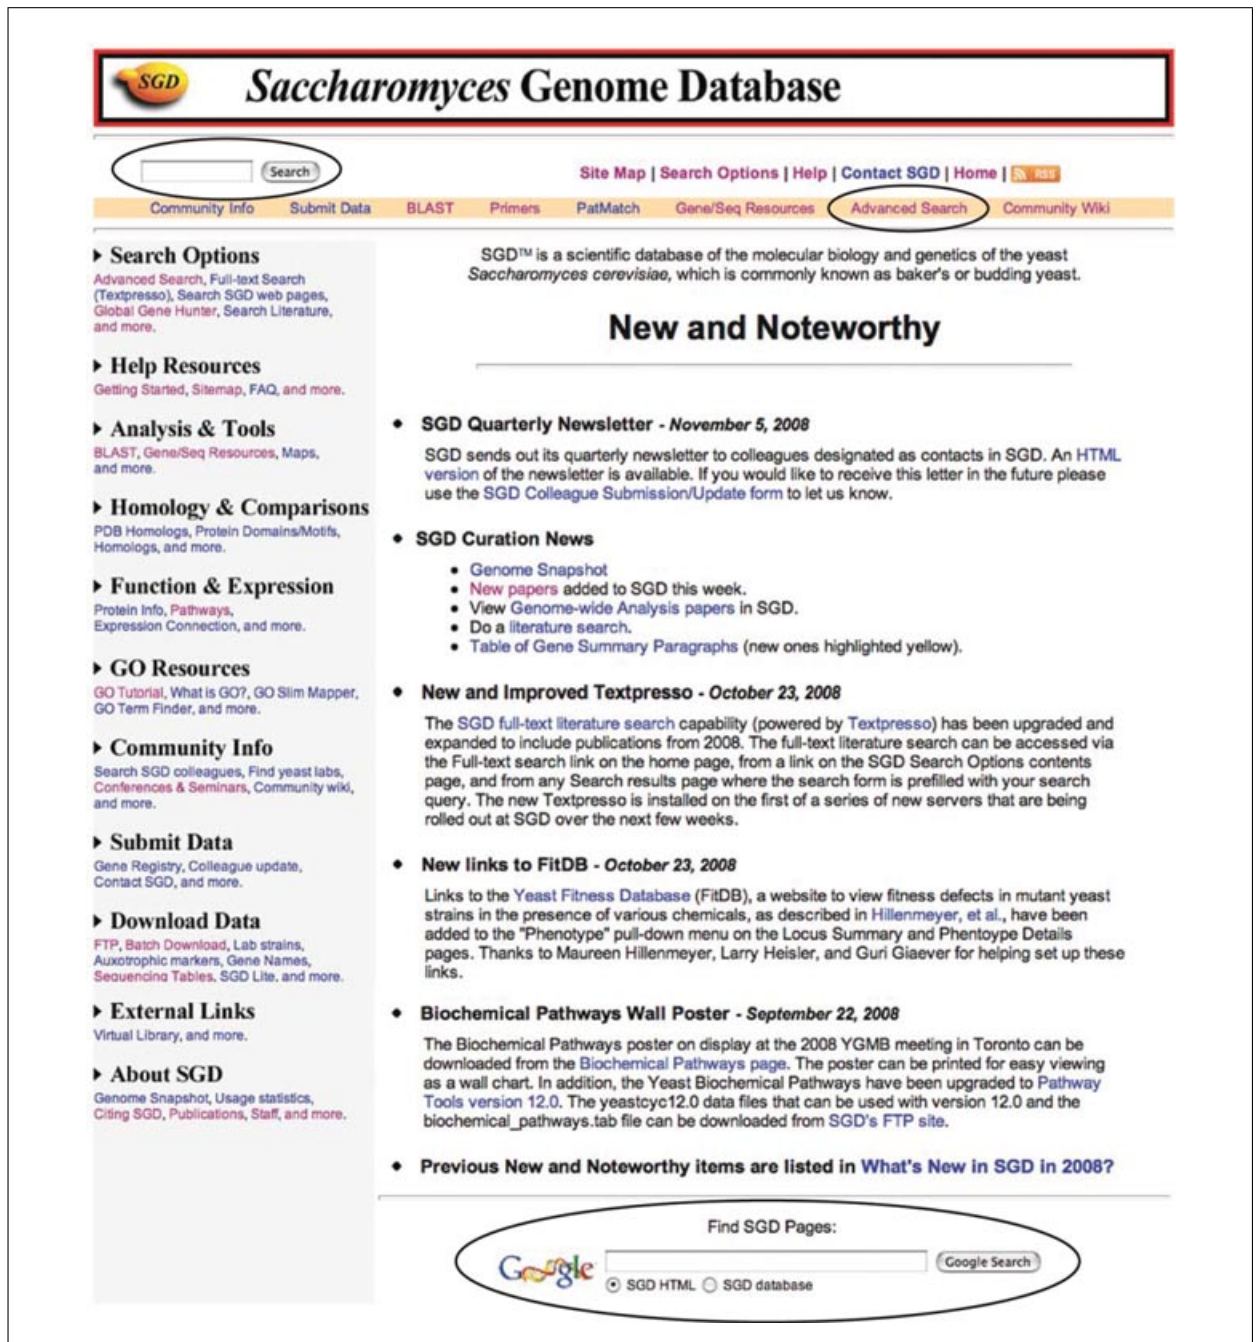 SGD
Saccharomyces Genome Database
Search
Site Map | Search Options | Help | Contact SGD | Home | RSS
Community Info Submit Data BLAST Primers PatMatch Gene/Seq Resources Advanced Search Community Wiki
Search Options
Advanced Search, Full-text Search
(Textpresso), Search SGD web pages,
Global Gene Hunter, Search Literature,
and more.
Help Resources
Getting Started, Sitemap, FAQ, and more.
Analysis & Tools
BLAST, Gene/Seq Resources, Maps,
and more.
Homology & Comparisons
PDB Homologs, Protein Domains/Motifs,
Homologs, and more.
Function & Expression
Protein Info, Pathways,
Expression Connection, and more.
GO Resources
GO Tutorial, What is GO?, GO Slim Mapper,
GO Term Finder, and more.
Community Info
Search SGD colleagues, Find yeast labs,
Conferences & Seminars, Community wiki,
and more.
Submit Data
Gene Registry, Colleague update,
Contact SGD, and more.
Download Data
FTP, Batch Download, Lab strains,
Auxotrophic markers, Gene Names,
Sequencing Tables, SGD Lite, and more.
External Links
Virtual Library, and more.
About SGD
Genome Snapshot, Usage statistics,
Citing SGD, Publications, Staff, and more.
SGD™ is a scientific database of the molecular biology and genetics of the yeast
Saccharomyces cerevisiae, which is commonly known as baker's or budding yeast.
New and Noteworthy
• SGD Quarterly Newsletter - November 5, 2008
SGD sends out its quarterly newsletter to colleagues designated as contacts in SGD. An HTML
version of the newsletter is available. If you would like to receive this letter in the future please
use the SGD Colleague Submission/Update form to let us know.
• SGD Curation News
• Genome Snapshot
• New papers added to SGD this week.
• View Genome-wide Analysis papers in SGD.
• Do a literature search.
• Table of Gene Summary Paragraphs (new ones highlighted yellow).
• New and Improved Textpresso - October 23, 2008
The SGD full-text literature search capability (powered by Textpresso) has been upgraded and
expanded to include publications from 2008. The full-text literature search can be accessed via
the Full-text search link on the home page, from a link on the SGD Search Options contents
page, and from any Search results page where the search form is prefilled with your search
query. The new Textpresso is installed on the first of a series of new servers that are being
rolled out at SGD over the next few weeks.
• New links to FitDB - October 23, 2008
Links to the Yeast Fitness Database (FitDB), a website to view fitness defects in mutant yeast
strains in the presence of various chemicals, as described in Hillenmeyer, et al., have been
added to the "Phenotype" pull-down menu on the Locus Summary and Phentoype Details
pages. Thanks to Maureen Hillenmeyer, Larry Heisler, and Guri Giaever for helping set up these
links.
• Biochemical Pathways Wall Poster - September 22, 2008
The Biochemical Pathways poster on display at the 2008 YGMB meeting in Toronto can be
downloaded from the Biochemical Pathways page. The poster can be printed for easy viewing
as a wall chart. In addition, the Yeast Biochemical Pathways have been upgraded to Pathway
Tools version 12.0. The yeastcyc12.0 data files that can be used with version 12.0 and the
biochemical_pathways.tab file can be downloaded from SGD's FTP site.
• Previous New and Noteworthy items are listed in What's New in SGD in 2008?
Find SGD Pages:
Google Google Search
SGD HTML SGD database